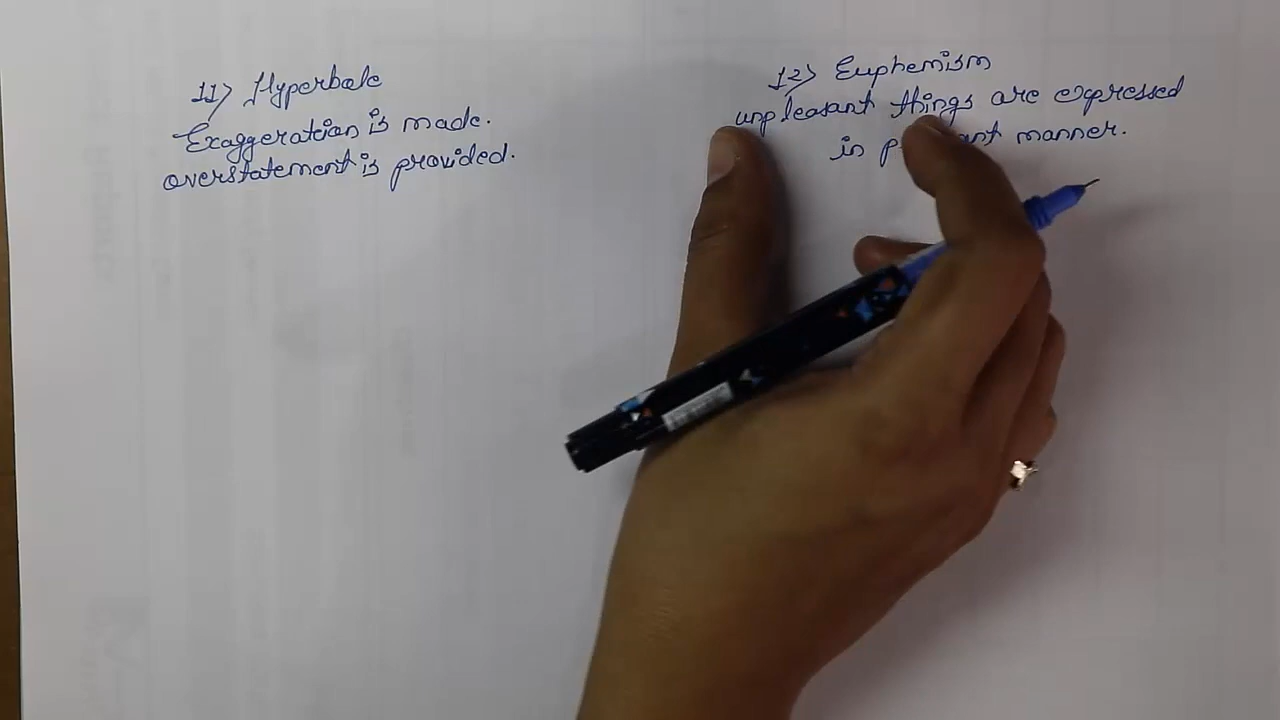 11) Hyperbole
Exaggeration is made.
overstatement is provided.
12) Euphemism
unpleasant things are expressed
in manner.